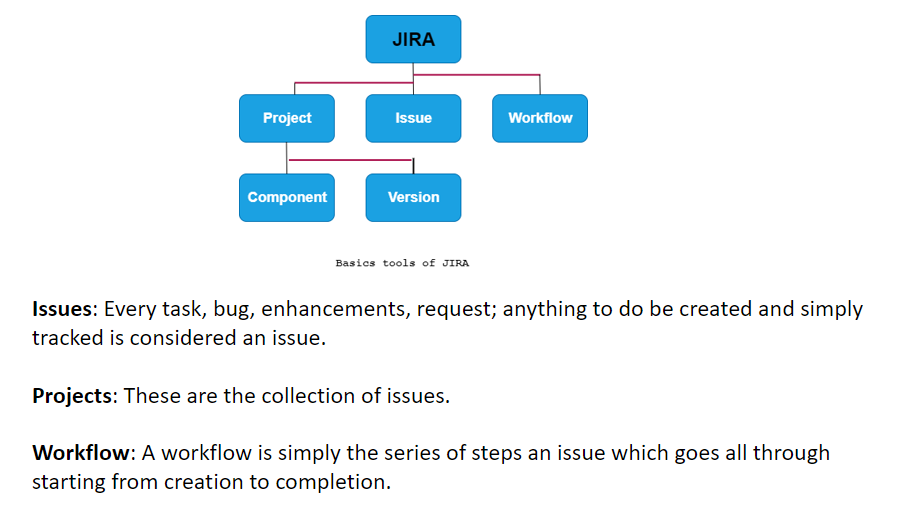 JIRA
Project
Issue
Workflow
Component
Version
Basics tools of JIRA
Issues: Every task, bug, enhancements, request; anything to do be created and simply
tracked is considered an issue.
Projects: These are the collection of issues.
Workflow: A workflow is simply the series of steps an issue which goes all through
starting from creation to completion.